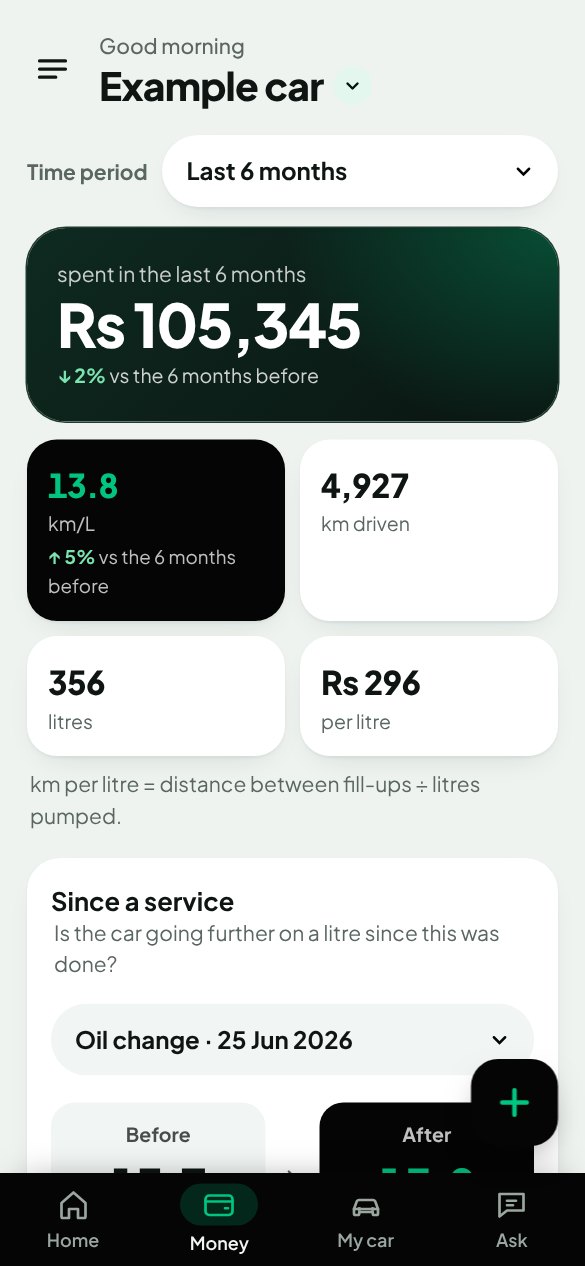 Good morning
Example car
Time period
Last 6 months
spent in the last 6 months
Rs 105,345
↓ 2% vs the 6 months before
13.8
km/L
↑ 5% vs the 6 months
before
4,927
km driven
356
litres
Rs 296
per litre
km per litre = distance between fill-ups ÷ litres
pumped.
Since a service
Is the car going further on a litre since this was
done?
Oil change · 25 Jun 2026
Before
After
Home
Money
My car
Ask